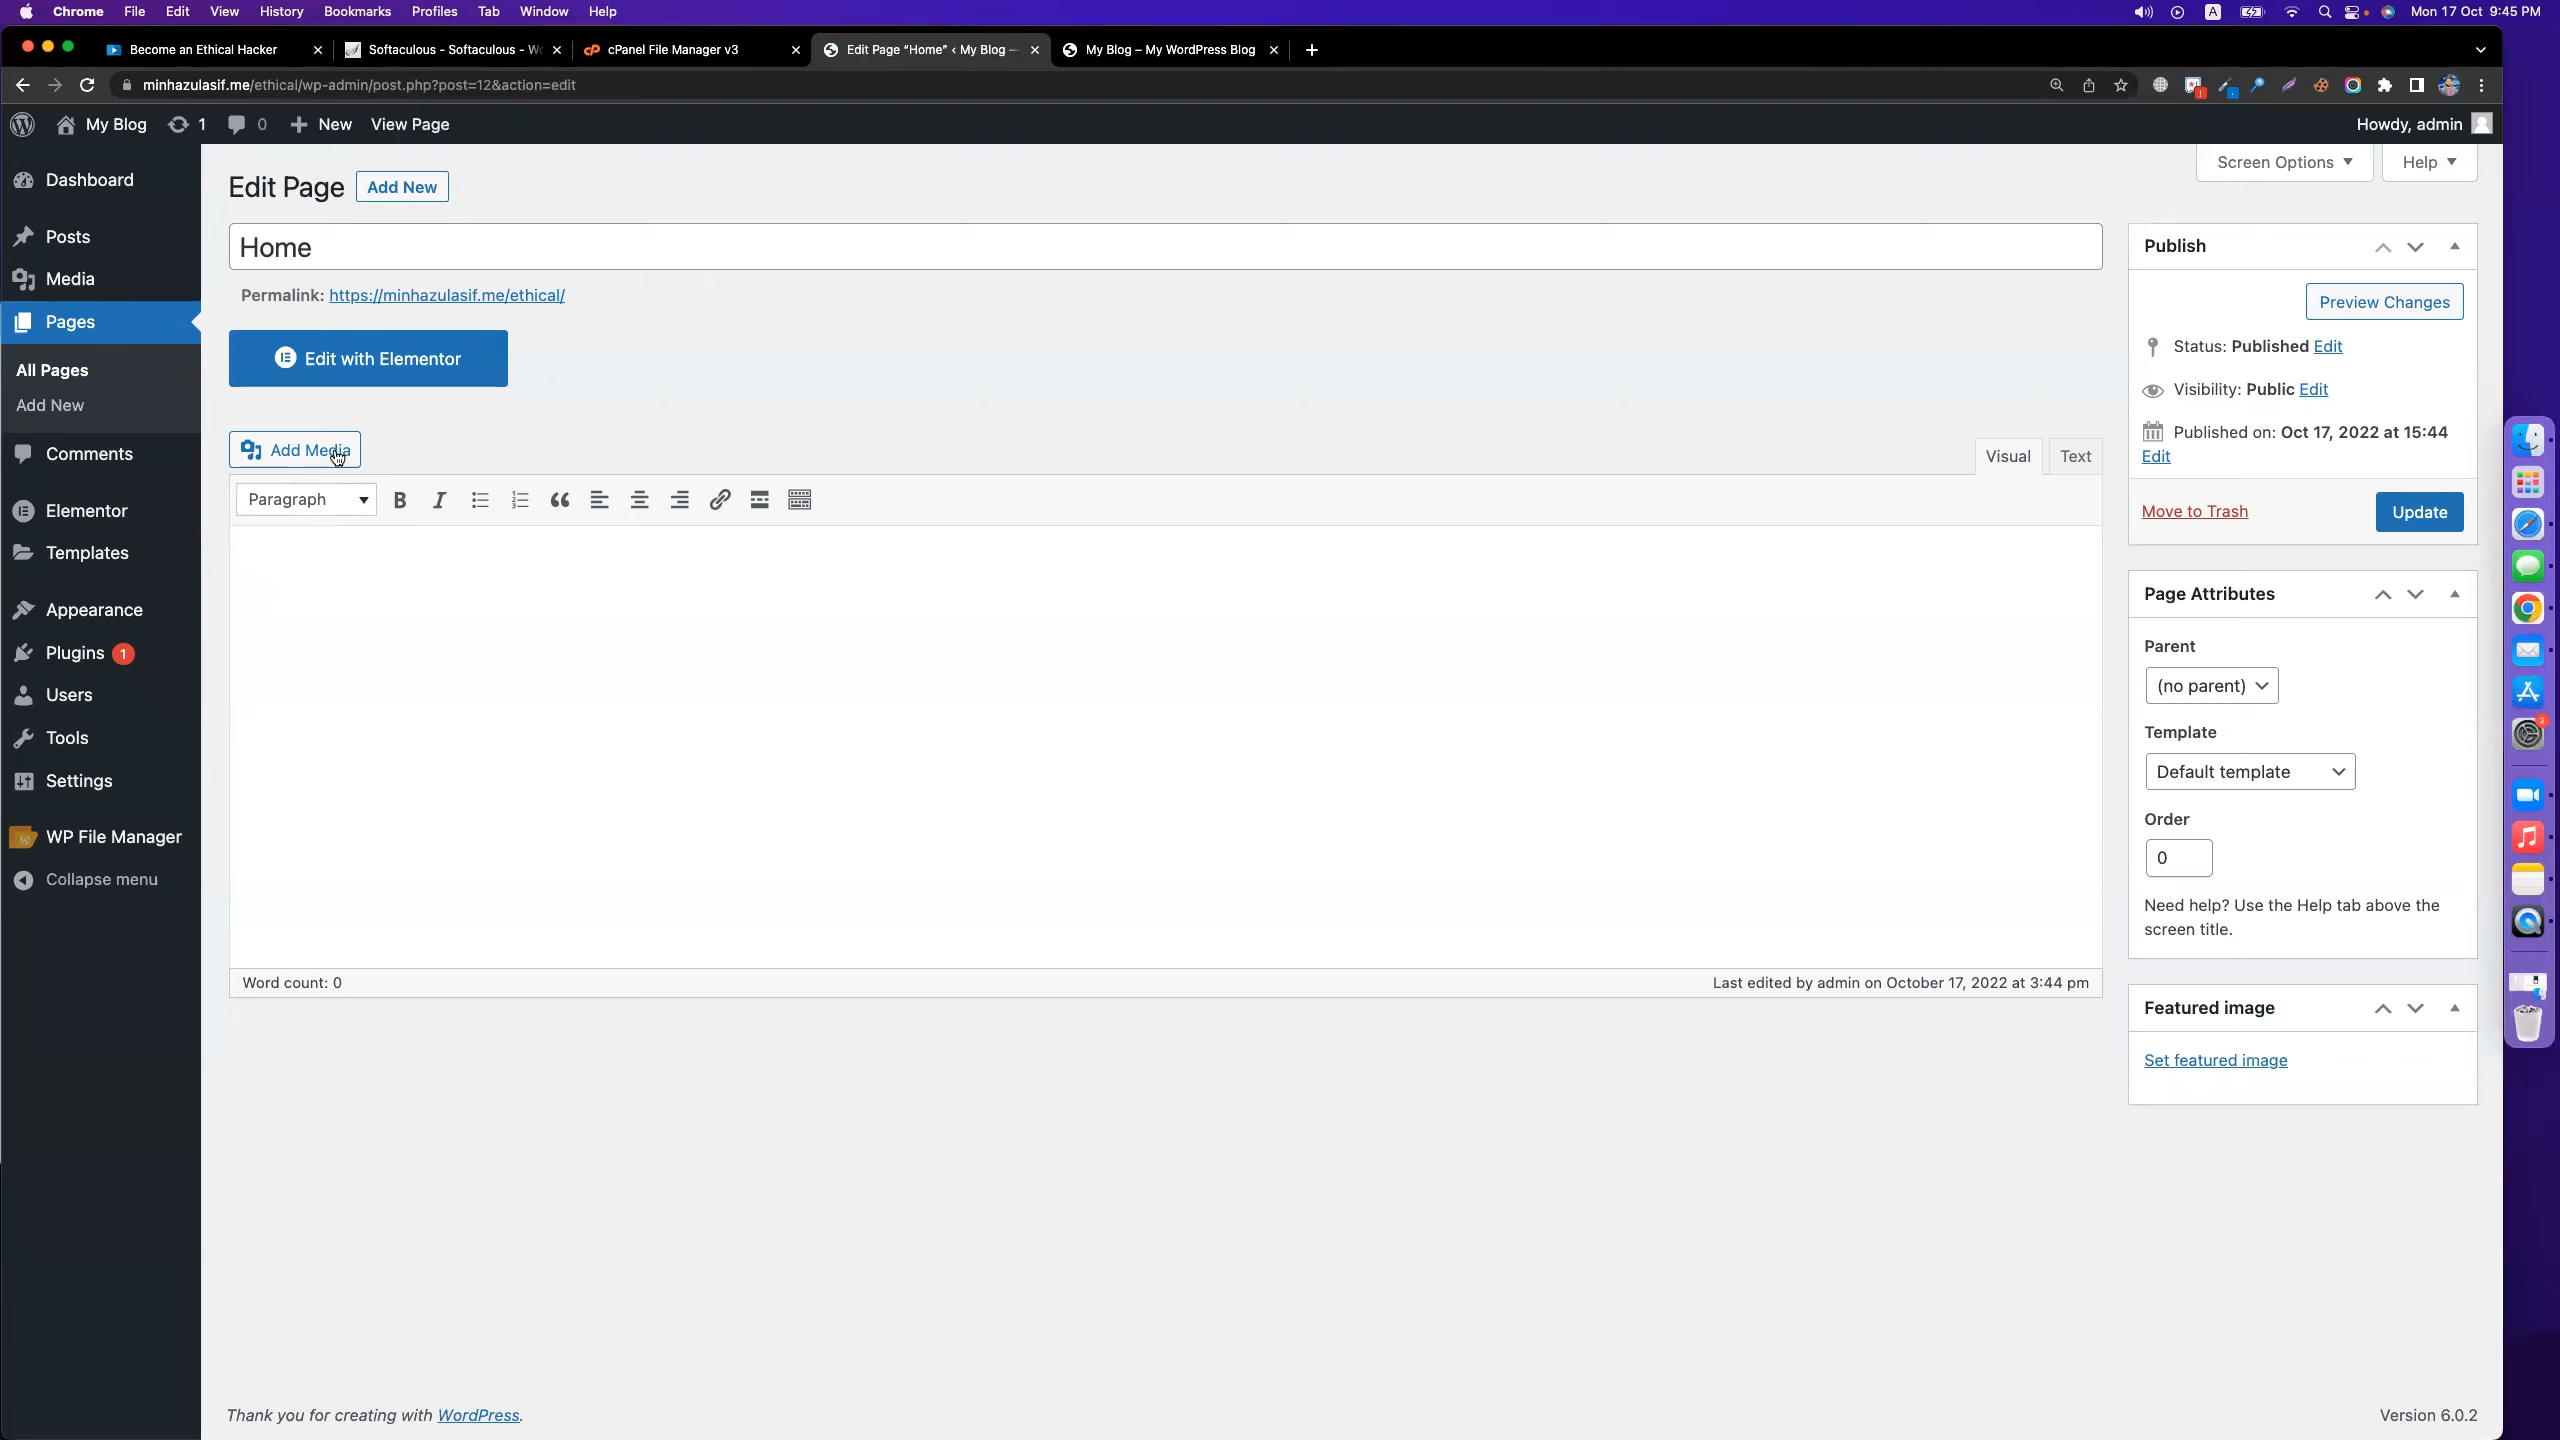 Chrome File Edit View History Bookmarks Profiles Tab Window Help A Mon 17 Oct 9:45 PM
Become an Ethical Hacker Softaculous - Softaculous - Wo cPanel File Manager v3 Edit Page “Home” ‹ My Blog — My Blog – My WordPress Blog
minhazulasif.me/ethical/wp-admin/post.php?post=12&action=edit
My Blog 1 0 New View Page Howdy, admin
Screen Options Help
Dashboard
Posts
Media
Pages
All Pages
Add New
Comments
Elementor
Templates
Appearance
Plugins 1
Users
Tools
Settings
WP File Manager
Collapse menu
Edit Page Add New
Home
Permalink: https://minhazulasif.me/ethical/
Edit with Elementor
Add Media
Visual Text
Paragraph B I
Word count: 0 Last edited by admin on October 17, 2022 at 3:44 pm
Publish
Preview Changes
Status: Published Edit
Visibility: Public Edit
Published on: Oct 17, 2022 at 15:44
Edit
Move to Trash Update
Page Attributes
Parent
(no parent)
Template
Default template
Order
0
Need help? Use the Help tab above the
screen title.
Featured image
Set featured image
2
Thank you for creating with WordPress. Version 6.0.2